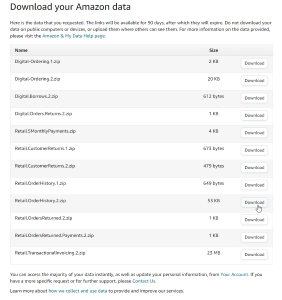 Download your Amazon data
Here is the data that you requested. The links will be available for 90 days, after which they will expire. Do not download your
data on public computers or devices, or upload them where others can see them. For more information on the data provided,
please visit the Amazon & My Data Help page.
Name Size
Digital-Ordering.1.zip 2 KB Download
Digital-Ordering.2.zip 20 KB Download
Digital.Borrows.2.zip 612 bytes Download
Digital.Orders.Returns.2.zip 1 KB Download
Retail.5MonthlyPayments.zip 4 KB Download
Retail.CustomerReturns.1.zip 673 bytes Download
Retail.CustomerReturns.2.zip 479 bytes Download
Retail.OrderHistory.1.zip 649 bytes Download
Retail.OrderHistory.2.zip 53 KB Download
Retail.OrdersReturned.2.zip 1 KB Download
Retail.OrdersReturned.Payments.2.zip 1 KB Download
Retail.TransactionalInvoicing.2.zip 23 MB Download
You can access the majority of your data instantly, as well as update your personal information, from Your Account. If you
have a more specific request or for further support, please Contact Us.
Learn more about how we collect and use data to provide and improve our services.